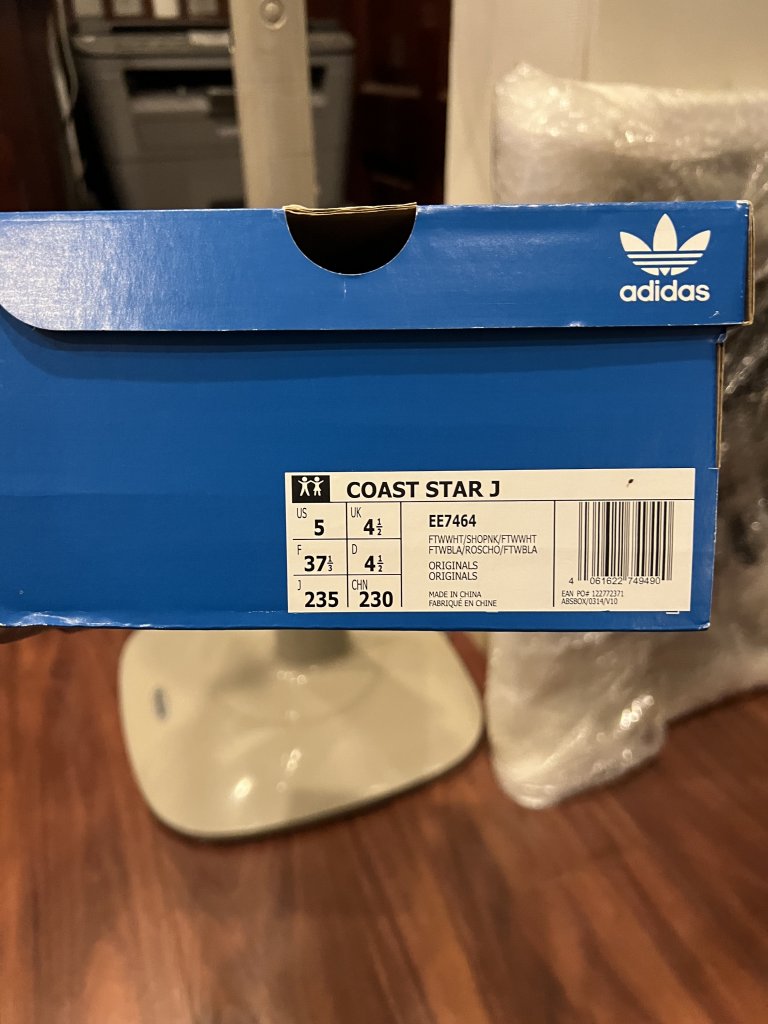 adidas
COAST STAR J
US 5
UK 4½
F 37⅓
D 4½
J 235
CHN 230
EE7464
FTWWHT/SHOPNK/FTWWHT
FTWBLA/ROSCHO/FTWBLA
ORIGINALS
ORIGINALS
MADE IN CHINA
FABRIQUÉ EN CHINE
4 061622 749490
EAN PO# 122772371
ABSBOX/0314/V10